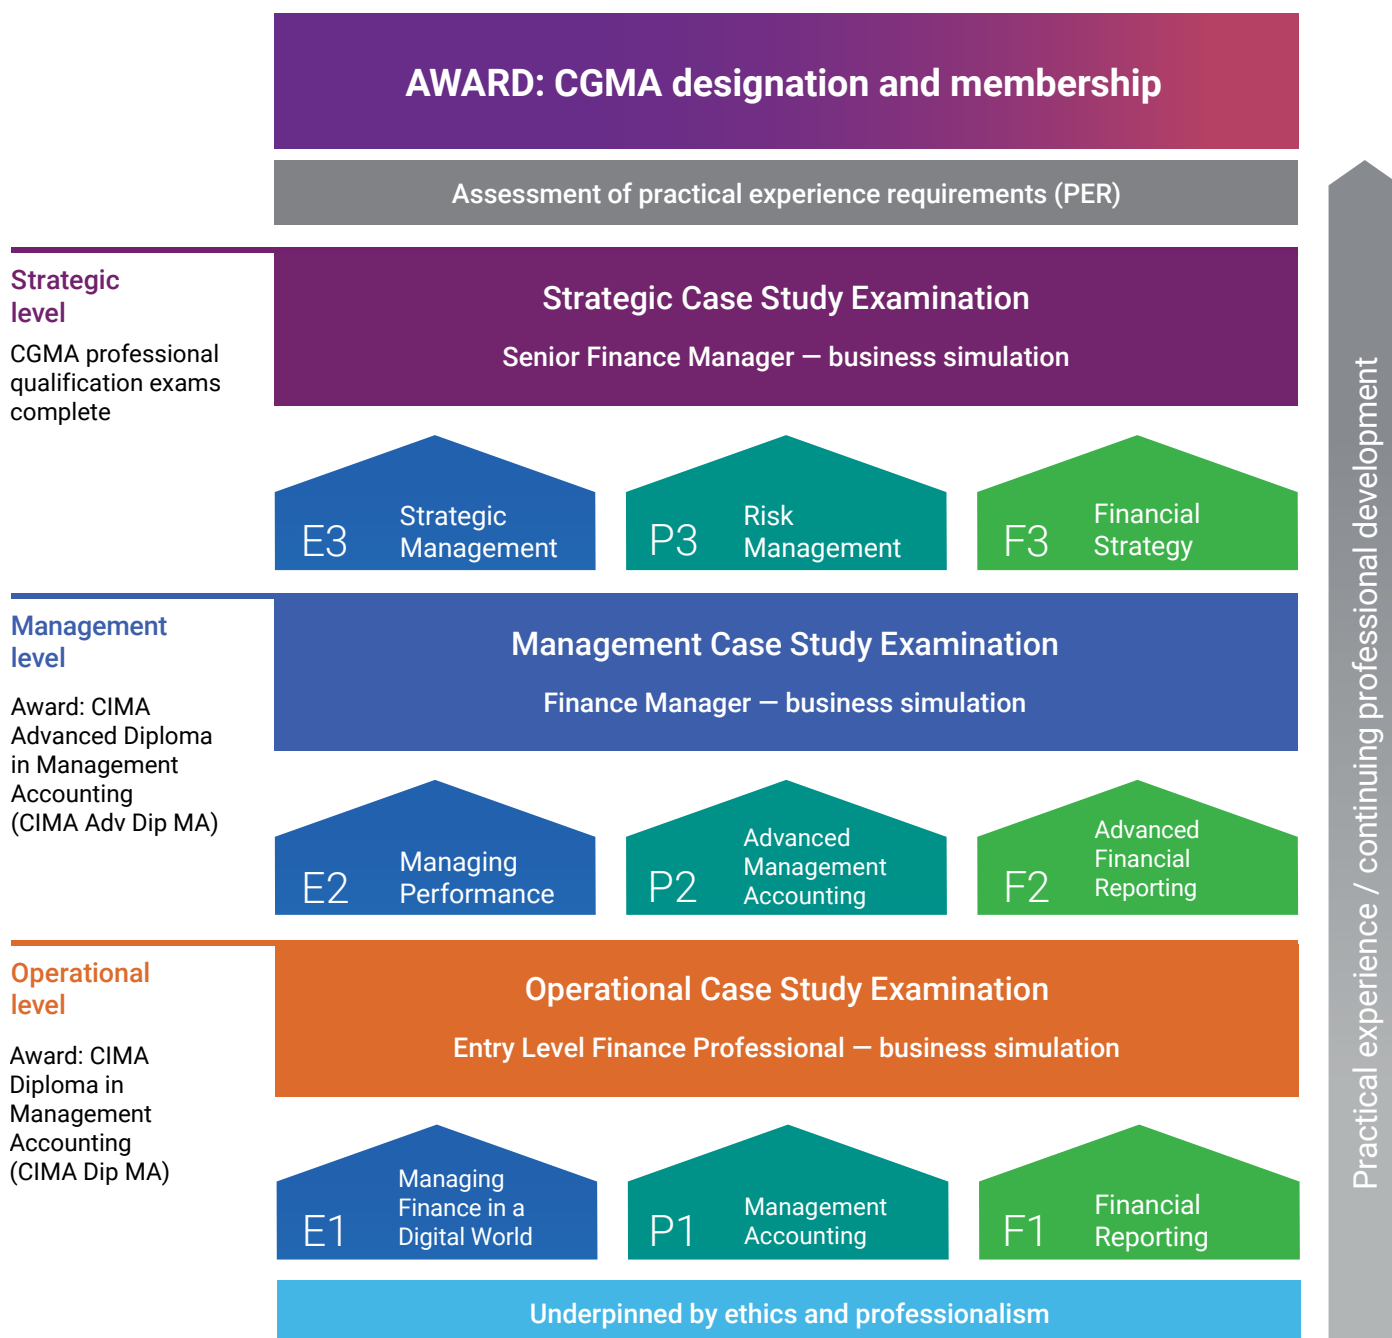 AWARD: CGMA designation and membership
Assessment of practical experience requirements (PER)
Strategic
level
CGMA professional
qualification exams
complete
Strategic Case Study Examination
Senior Finance Manager — business simulation
E3
Strategic
Management
P3
Risk
Management
F3
Financial
Strategy
Management
level
Award: CIMA
Advanced Diploma
in Management
Accounting
(CIMA Adv Dip MA)
Management Case Study Examination
Finance Manager — business simulation
E2
Managing
Performance
P2
Advanced
Management
Accounting
F2
Advanced
Financial
Reporting
Operational
level
Award: CIMA
Diploma in
Management
Accounting
(CIMA Dip MA)
Operational Case Study Examination
Entry Level Finance Professional — business simulation
E1
Managing
Finance in a
Digital World
P1
Management
Accounting
F1
Financial
Reporting
Underpinned by ethics and professionalism
Practical experience / continuing professional development